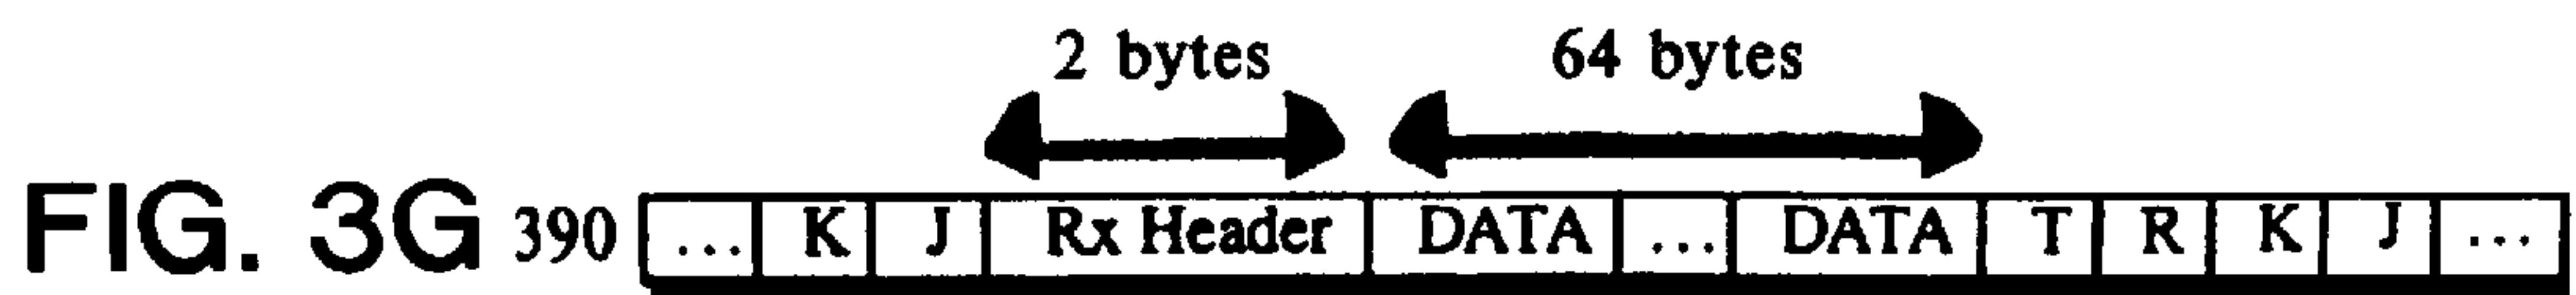 2 bytes 64 bytes
FIG. 3G 390 ... K J Rx Header DATA ... DATA T R K J ...